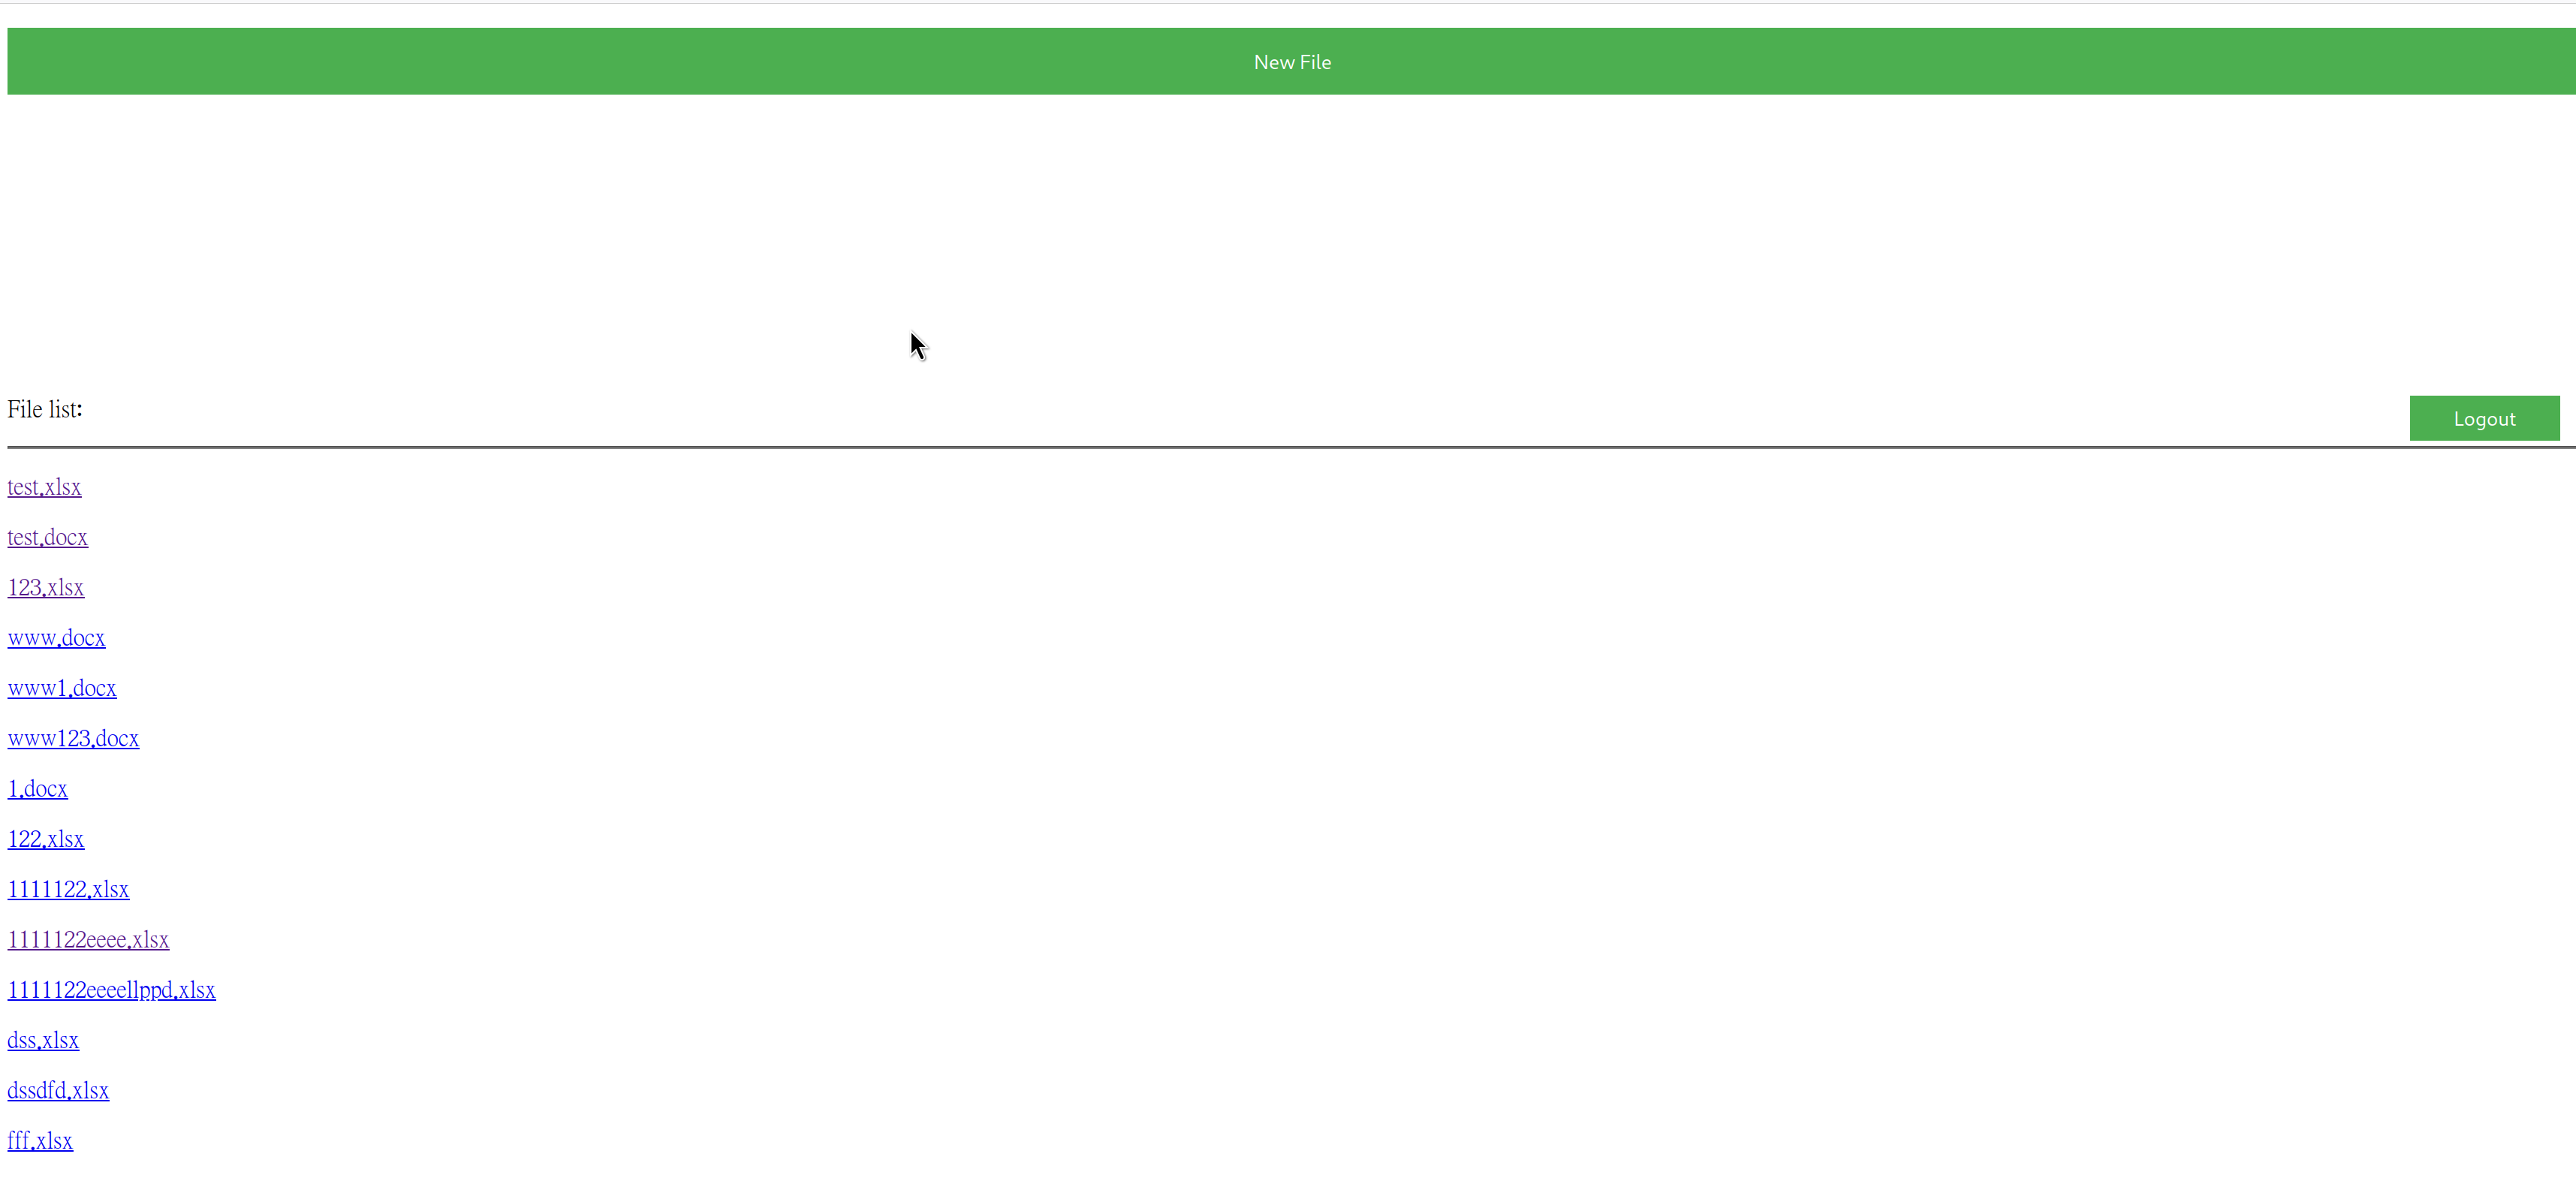 New File
File list:
Logout
test.xlsx
test.docx
123.xlsx
www.docx
www1.docx
www123.docx
1.docx
122.xlsx
1111122.xlsx
1111122eeee.xlsx
1111122eeeellppd.xlsx
dss.xlsx
dssdfd.xlsx
fff.xlsx